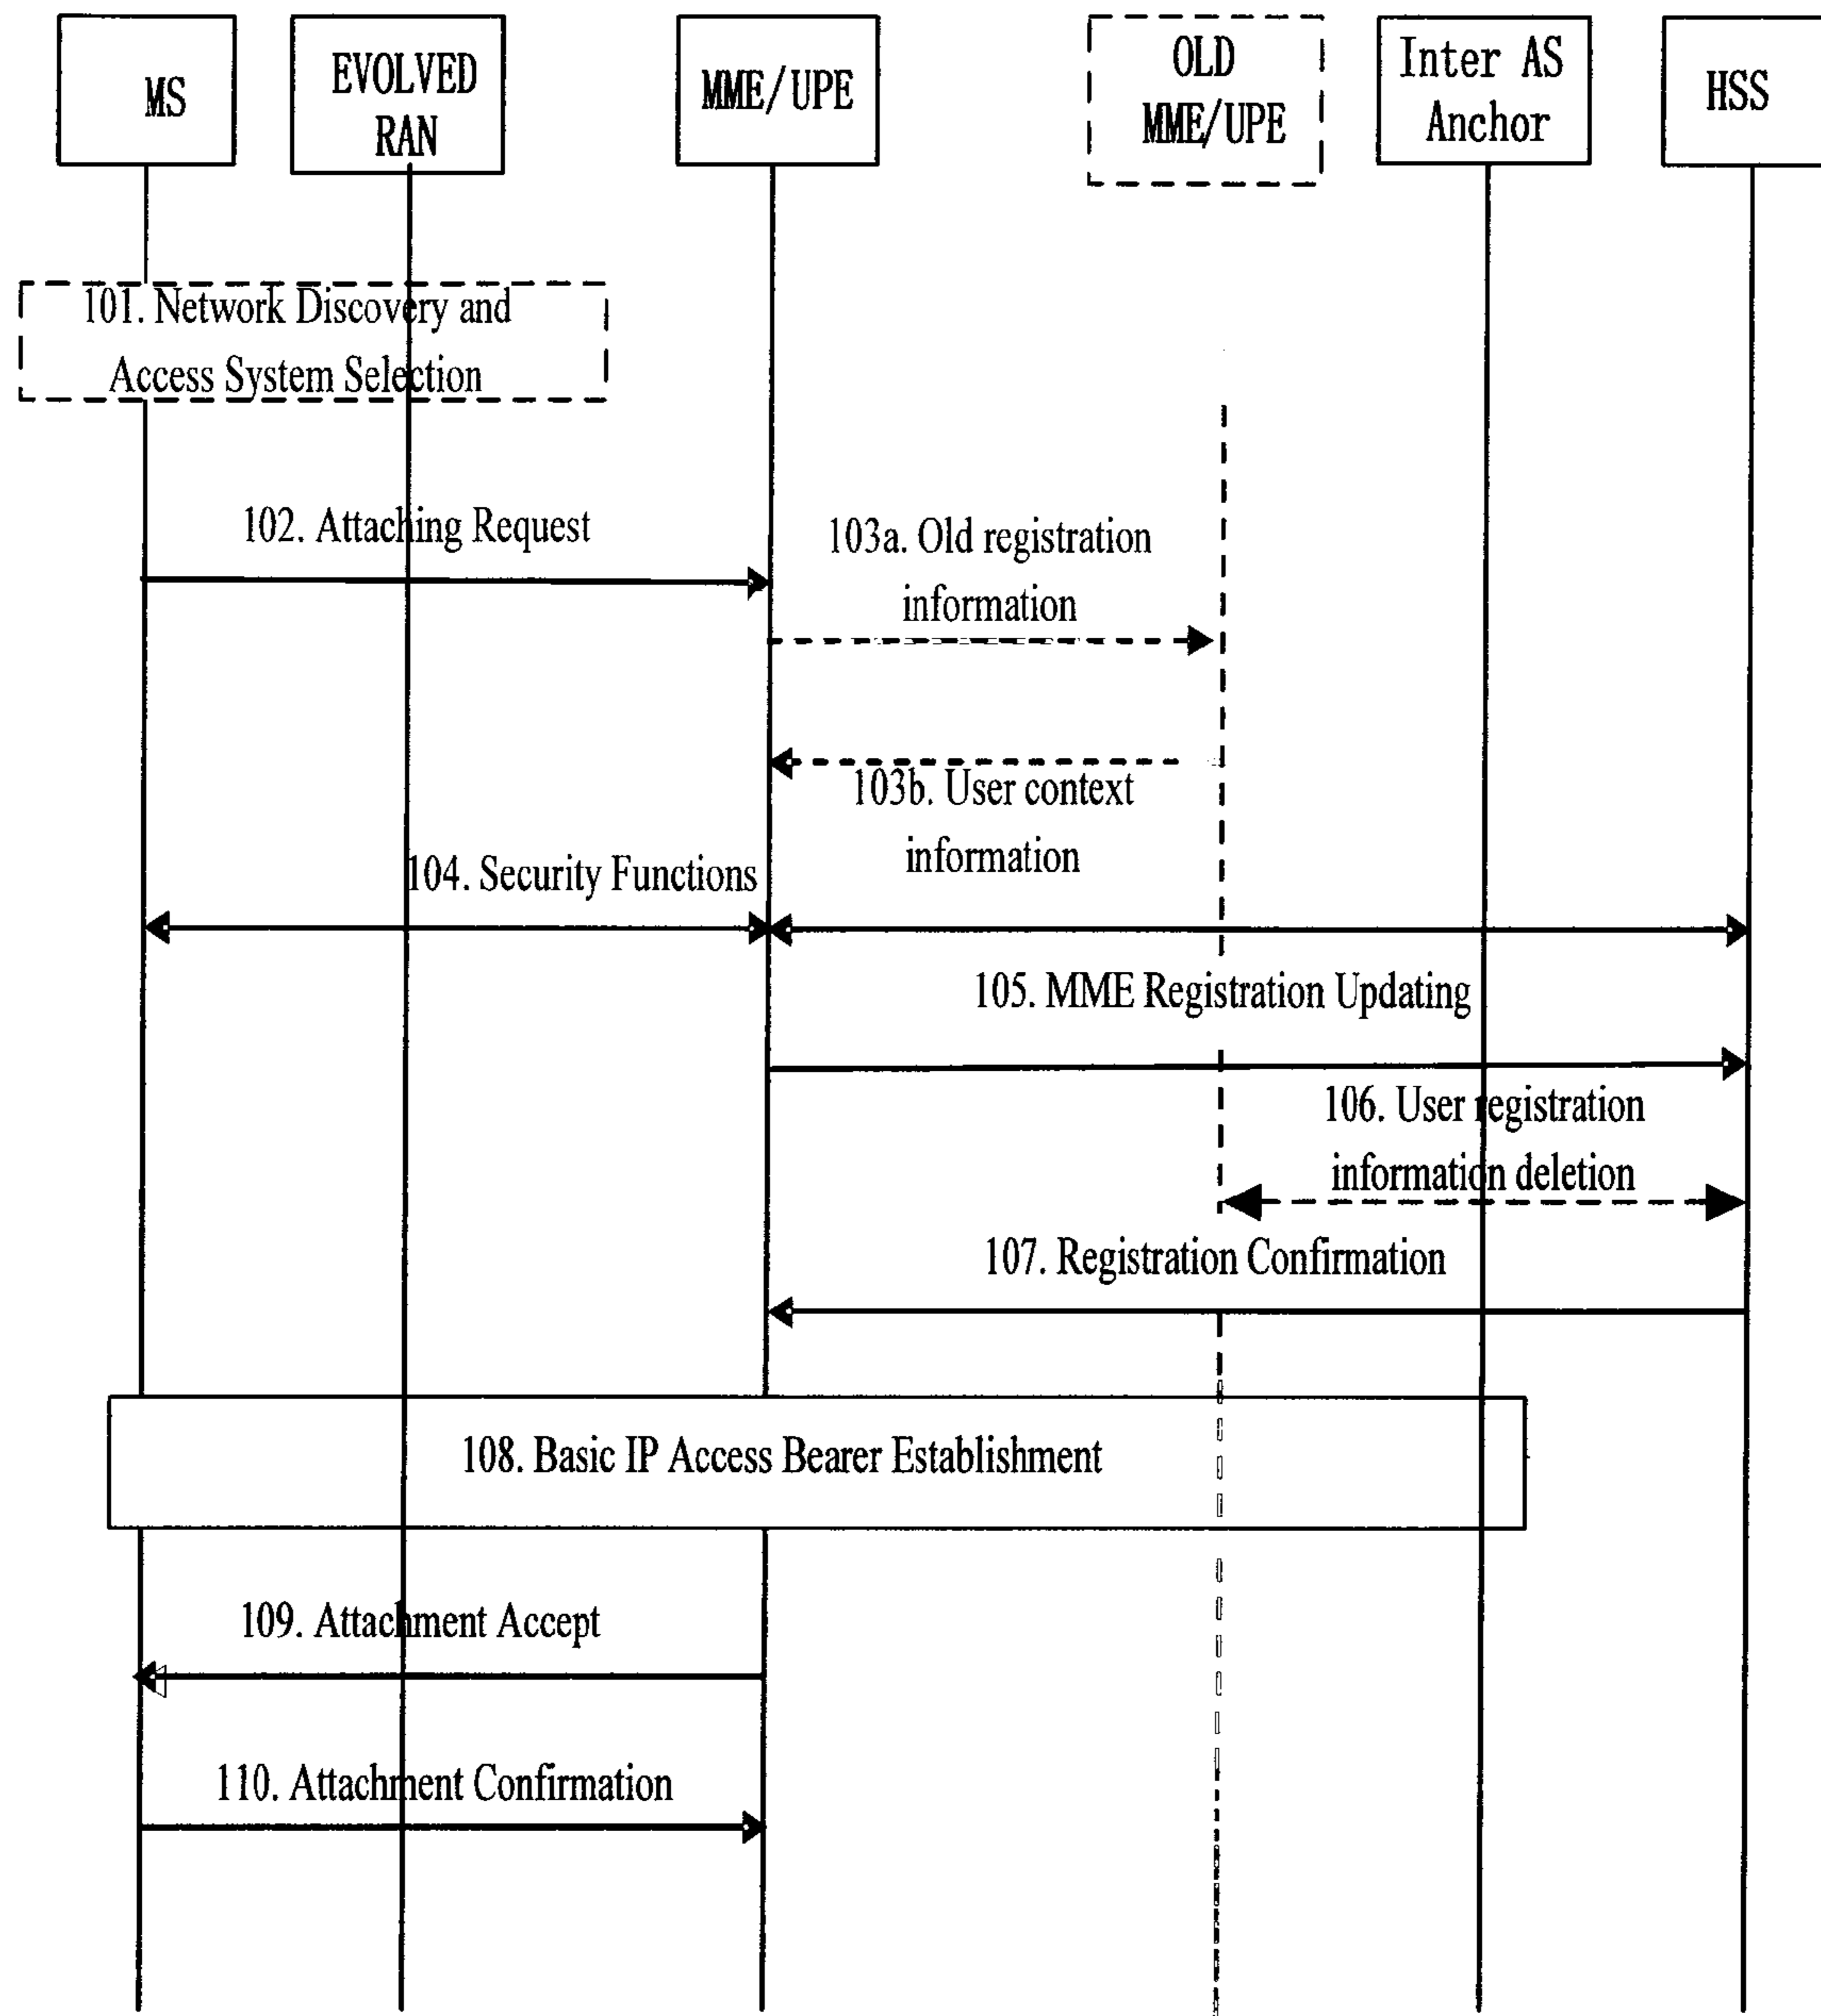 MS
EVOLVED
RAN
MME/UPE
OLD
MME/UPE
Inter AS
Anchor
HSS
101. Network Discovery and
Access System Selection
102. Attaching Request
103a. Old registration
information
103b. User context
information
104. Security Functions
105. MME Registration Updating
106. User registration
information deletion
107. Registration Confirmation
108. Basic IP Access Bearer Establishment
109. Attachment Accept
110. Attachment Confirmation